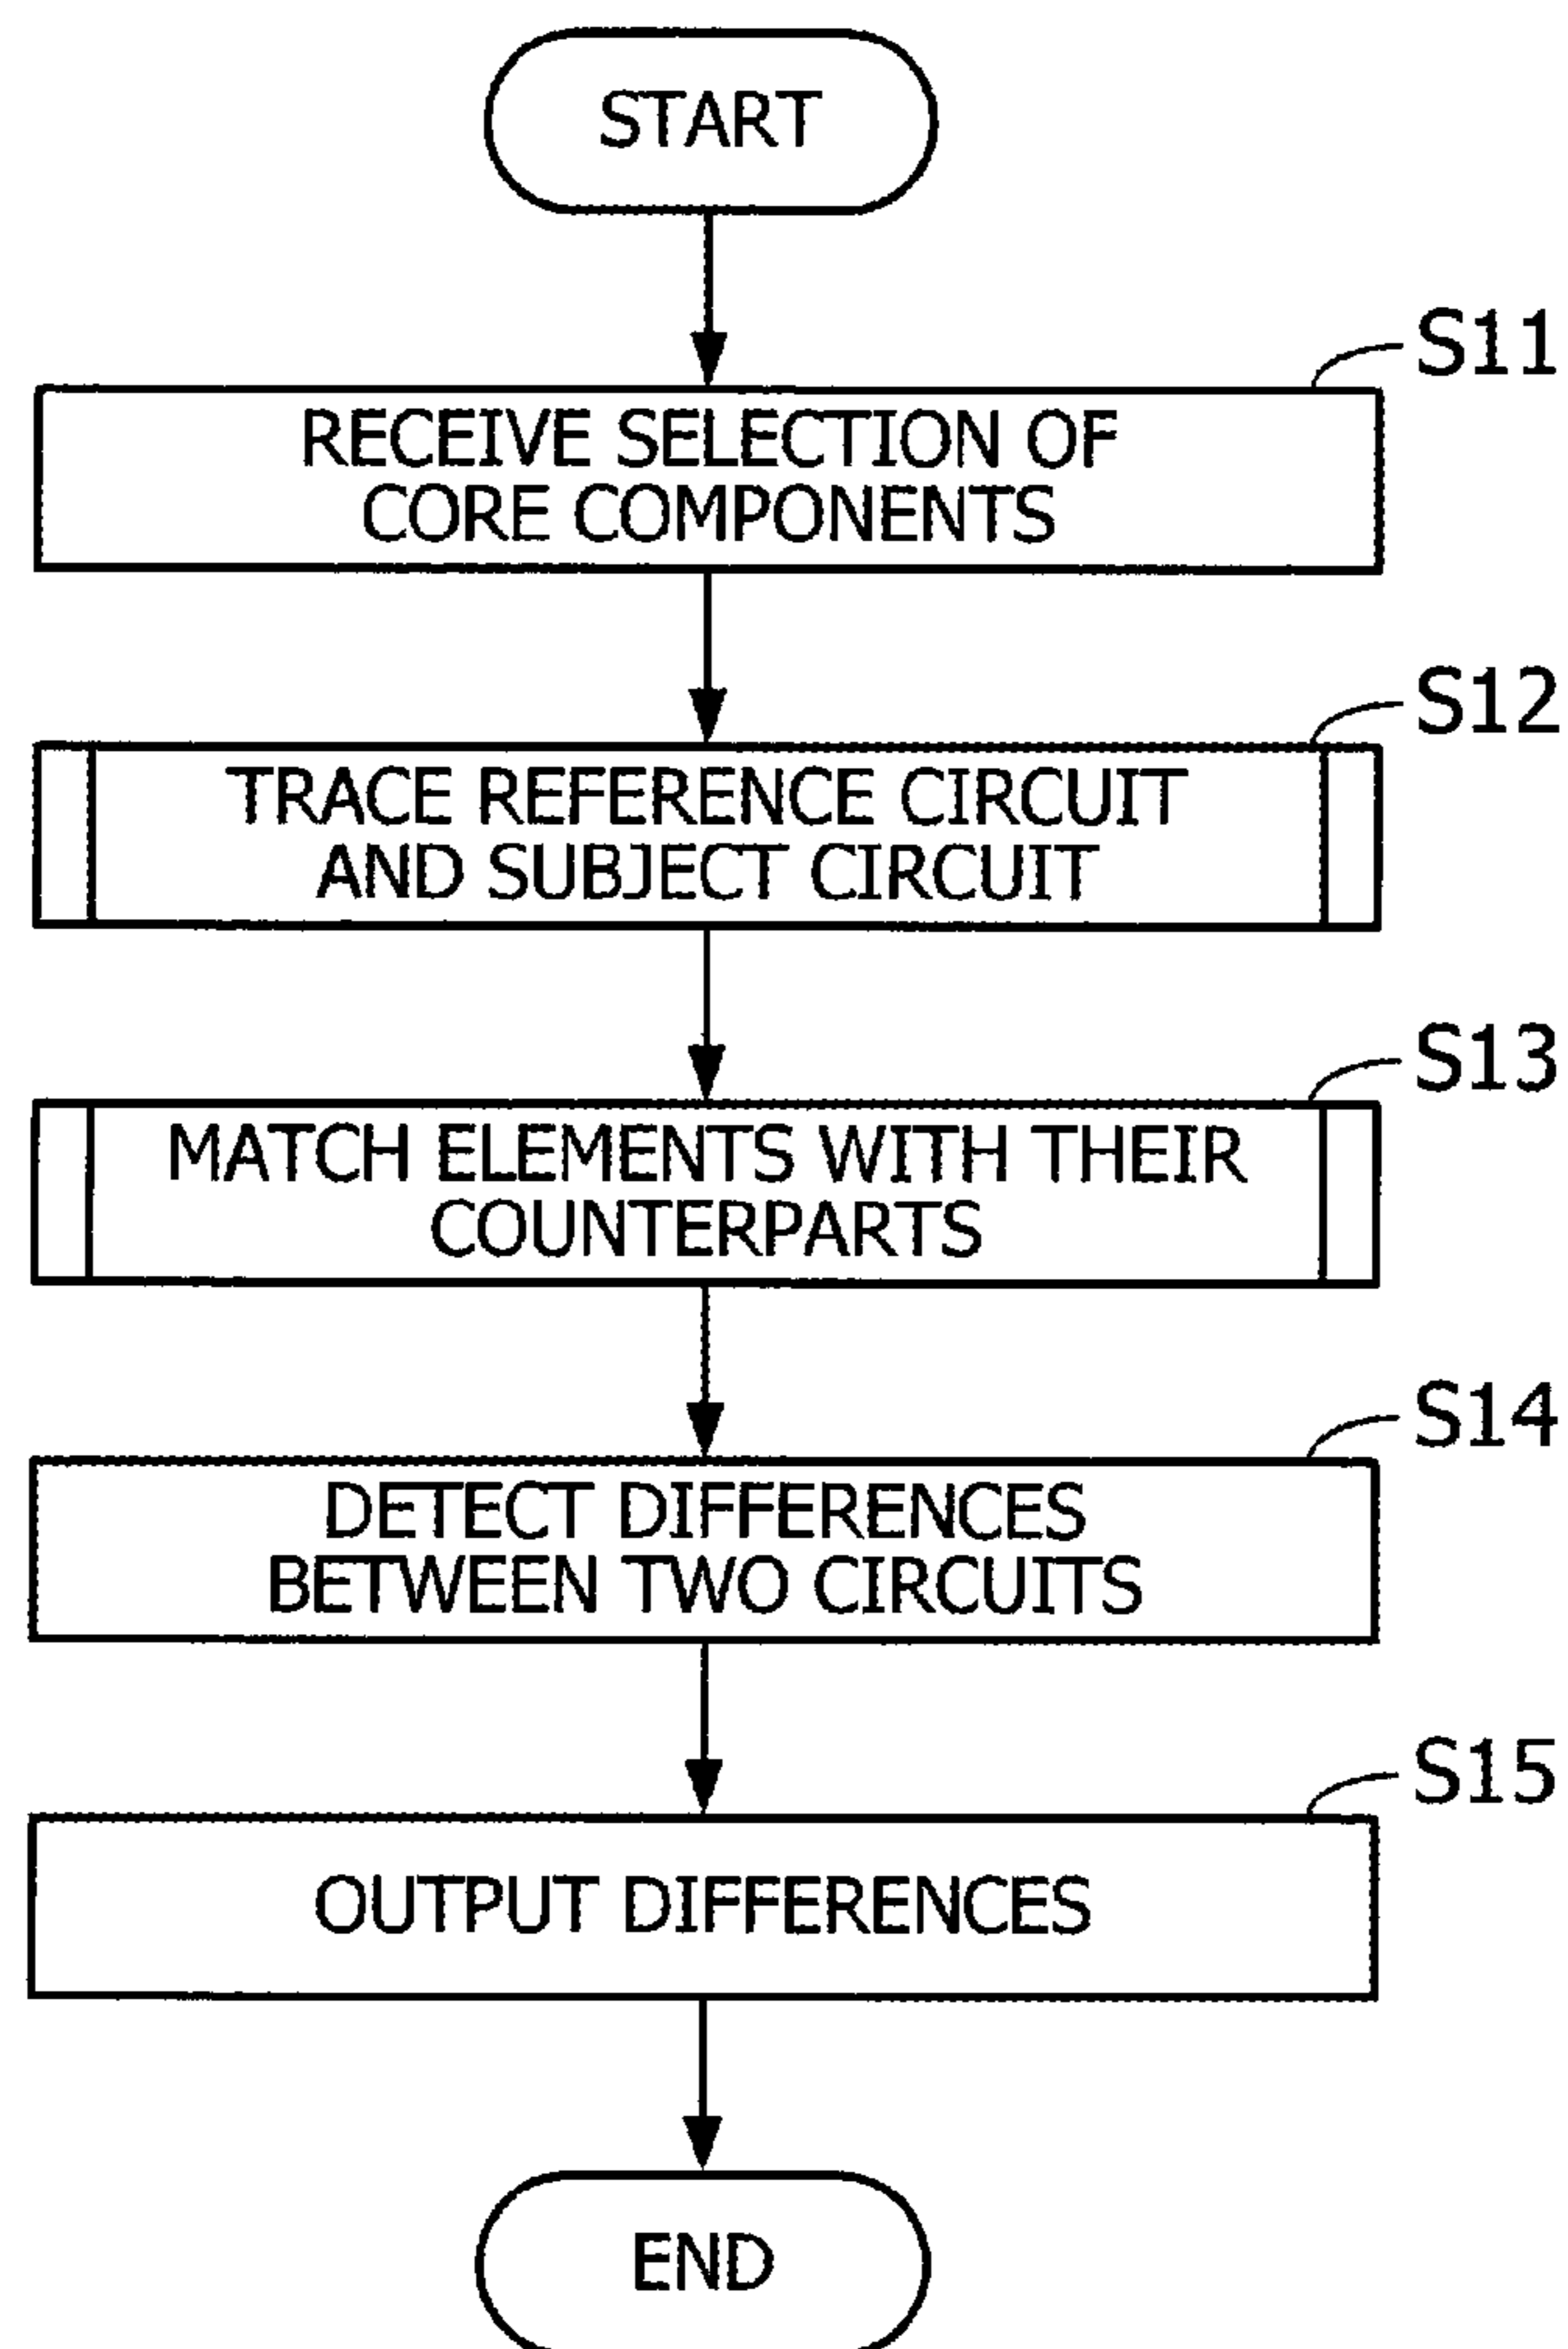 START
S11
RECEIVE SELECTION OF
CORE COMPONENTS
S12
TRACE REFERENCE CIRCUIT
AND SUBJECT CIRCUIT
S13
MATCH ELEMENTS WITH THEIR
COUNTERPARTS
S14
DETECT DIFFERENCES
BETWEEN TWO CIRCUITS
S15
OUTPUT DIFFERENCES
END